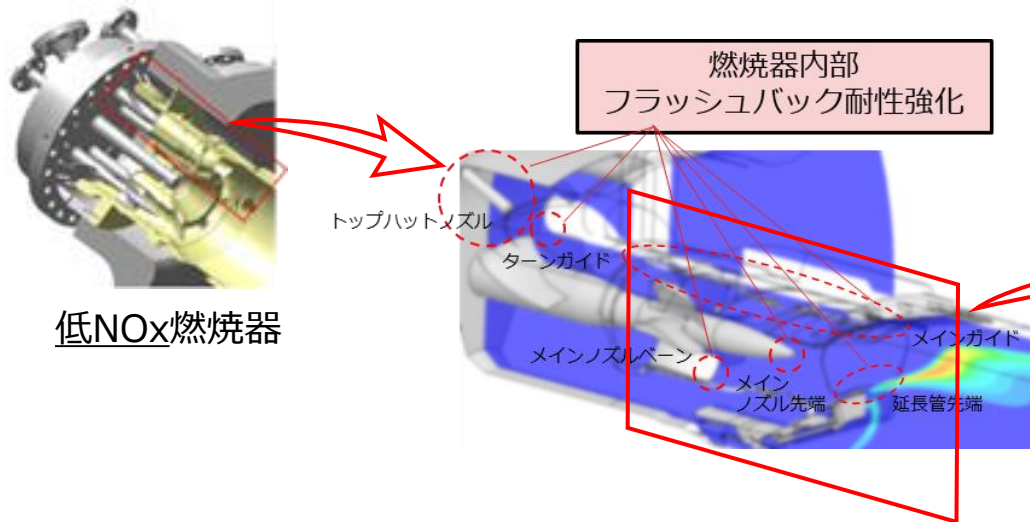 燃焼器内部
フラッシュバック耐性強化
トップハットノズル
ターンガイド
低NOx燃焼器
メインガイド
メインノズルベーン
メイン
ノズル先端
延長管先端